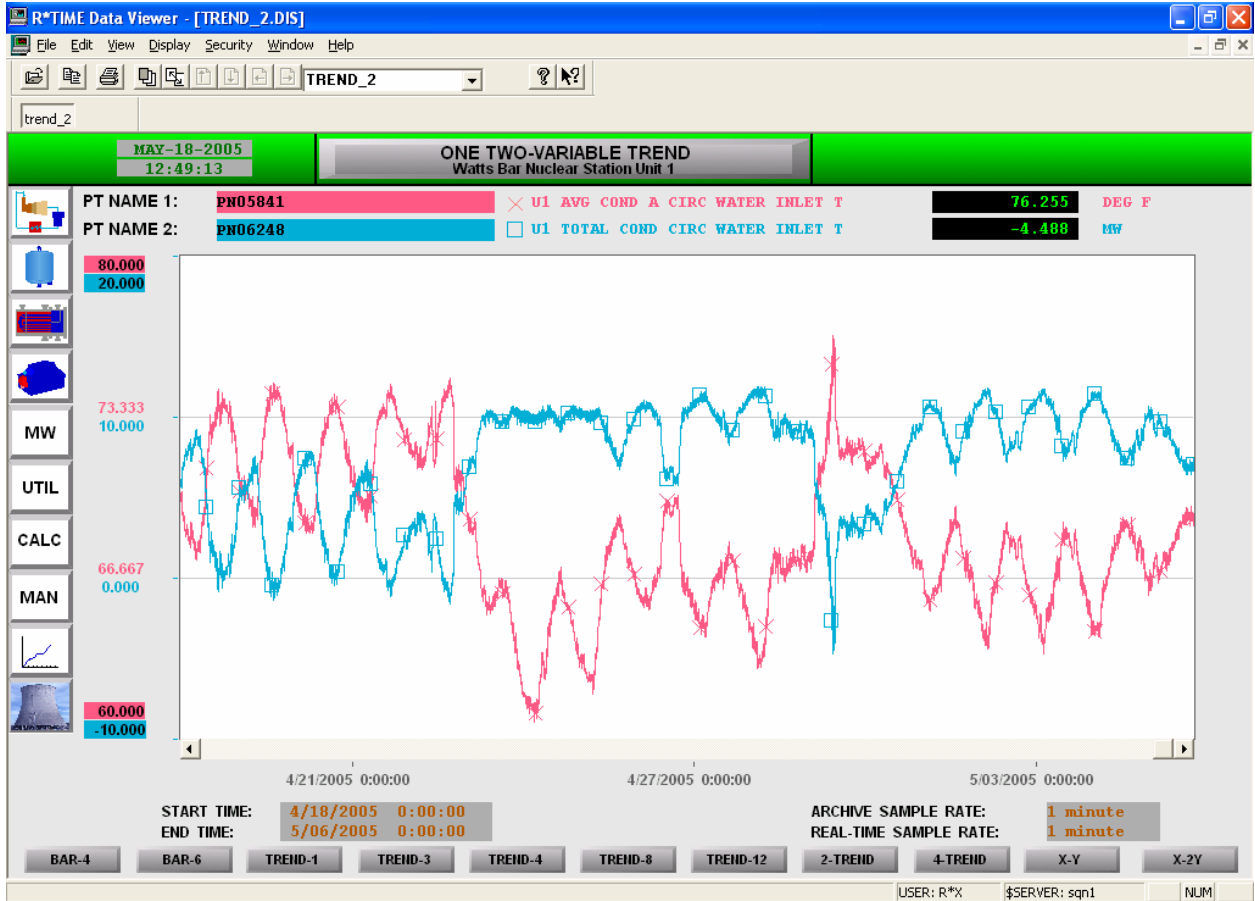 R*TIME Data Viewer - [TREND_2.DIS]
File Edit View Display Security Window Help
TREND_2
trend_2
MAY-18-2005
12:49:13
ONE TWO-VARIABLE TREND
Watts Bar Nuclear Station Unit 1
PT NAME 1: PN05841 U1 AVG COND A CIRC WATER INLET T 76.255 DEG F
PT NAME 2: PN06248 U1 TOTAL COND CIRC WATER INLET T -4.488 MW
80.000
20.000
73.333
10.000
MW
UTIL
CALC
66.667
0.000
MAN
60.000
-10.000
4/21/2005 0:00:00 4/27/2005 0:00:00 5/03/2005 0:00:00
START TIME: 4/18/2005 0:00:00 ARCHIVE SAMPLE RATE: 1 minute
END TIME: 5/06/2005 0:00:00 REAL-TIME SAMPLE RATE: 1 minute
BAR-4 BAR-6 TREND-1 TREND-3 TREND-4 TREND-8 TREND-12 2-TREND 4-TREND X-Y X-2Y
USER: R*X $SERVER: sqn1 NUM